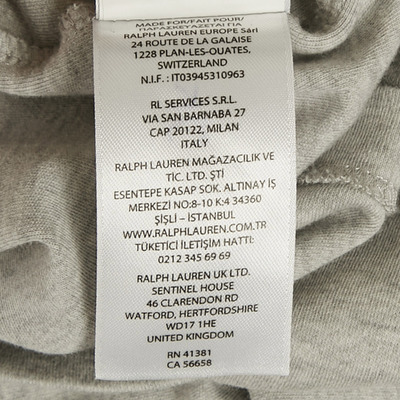 MADE FOR/FAIT POUR/
RALPH LAUREN EUROPE Sàrl
24 ROUTE DE LA GALAISE
1228 PLAN-LES-OUATES,
SWITZERLAND
N.I.F.: IT03945310963
RL SERVICES S.R.L.
VIA SAN BARNABA 27
CAP 20122, MILAN
ITALY
RALPH LAUREN MAĞAZACILIK VE
TİC. LTD. ŞTİ
ESENTEPE KASAP SOK. ALTINAY İŞ
MERKEZİ NO:8-10 K:4 34360
ŞİŞLİ – İSTANBUL
WWW.RALPHLAUREN.COM.TR
TÜKETİCİ İLETİŞİM HATTI:
0212 345 69 69
RALPH LAUREN UK LTD.
SENTINEL HOUSE
46 CLARENDON RD
WATFORD, HERTFORDSHIRE
WD17 1HE
UNITED KINGDOM
RN 41381
CA 56658